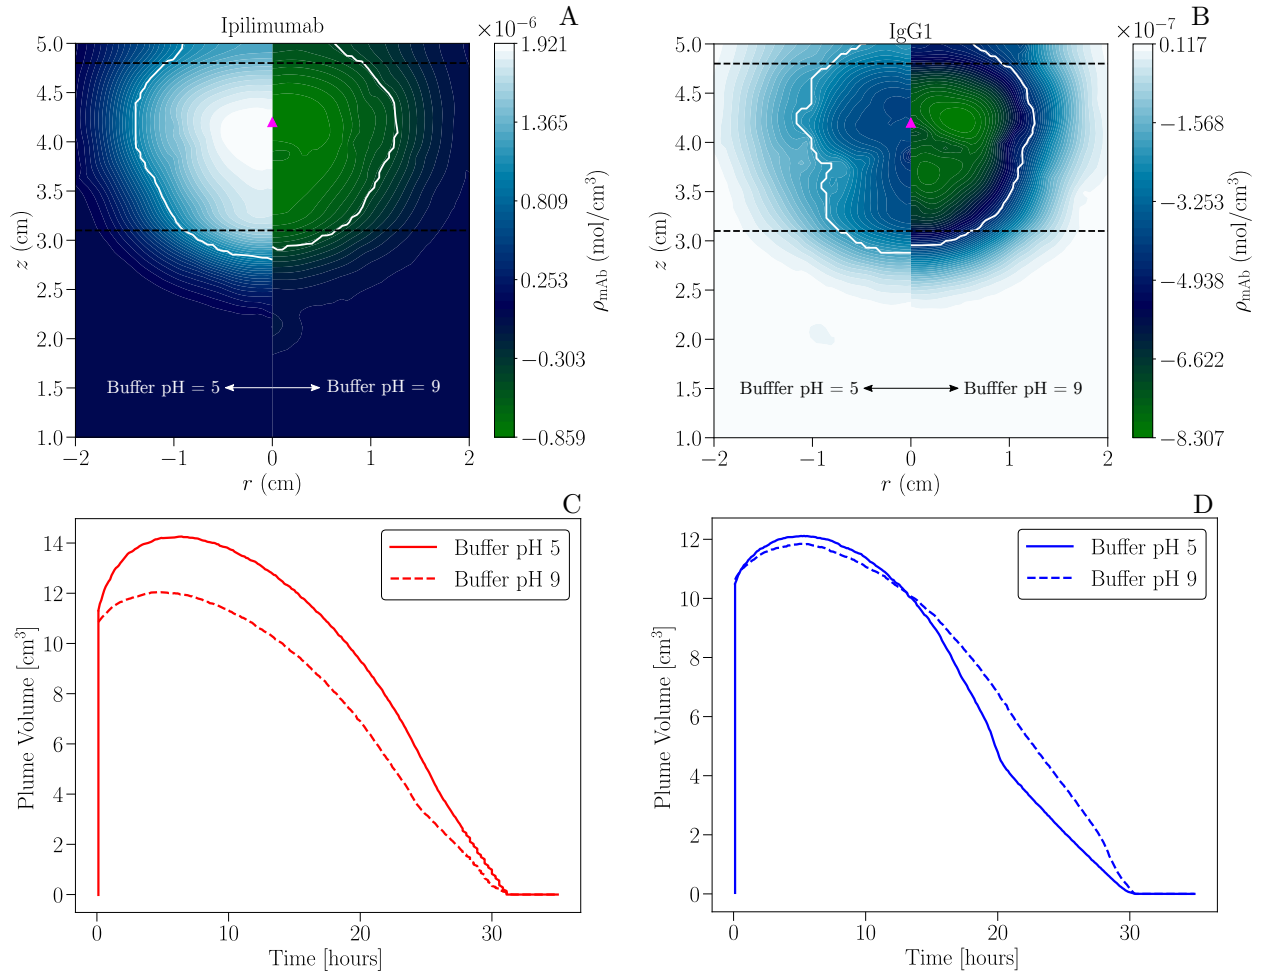 Ipilimumab
A
×10⁻⁶
5.0
4.5
4.0
3.5
3.0
2.5
2.0
1.5
1.0
z (cm)
Buffer pH = 5
Buffer pH = 9
−2
−1
0
1
2
r (cm)
1.921
1.365
0.809
0.253
−0.303
−0.859
ρmAb (mol/cm³)
IgG1
B
×10⁻⁷
5.0
4.5
4.0
3.5
3.0
2.5
2.0
1.5
1.0
z (cm)
Bufffer pH = 5
Bufffer pH = 9
−2
−1
0
1
2
r (cm)
0.117
−1.568
−3.253
−4.938
−6.622
−8.307
ρmAb (mol/cm³)
C
Buffer pH 5
Buffer pH 9
14
12
10
8
6
4
2
0
Plume Volume [cm³]
0
10
20
30
Time [hours]
D
Buffer pH 5
Buffer pH 9
12
10
8
6
4
2
0
Plume Volume [cm³]
0
10
20
30
Time [hours]